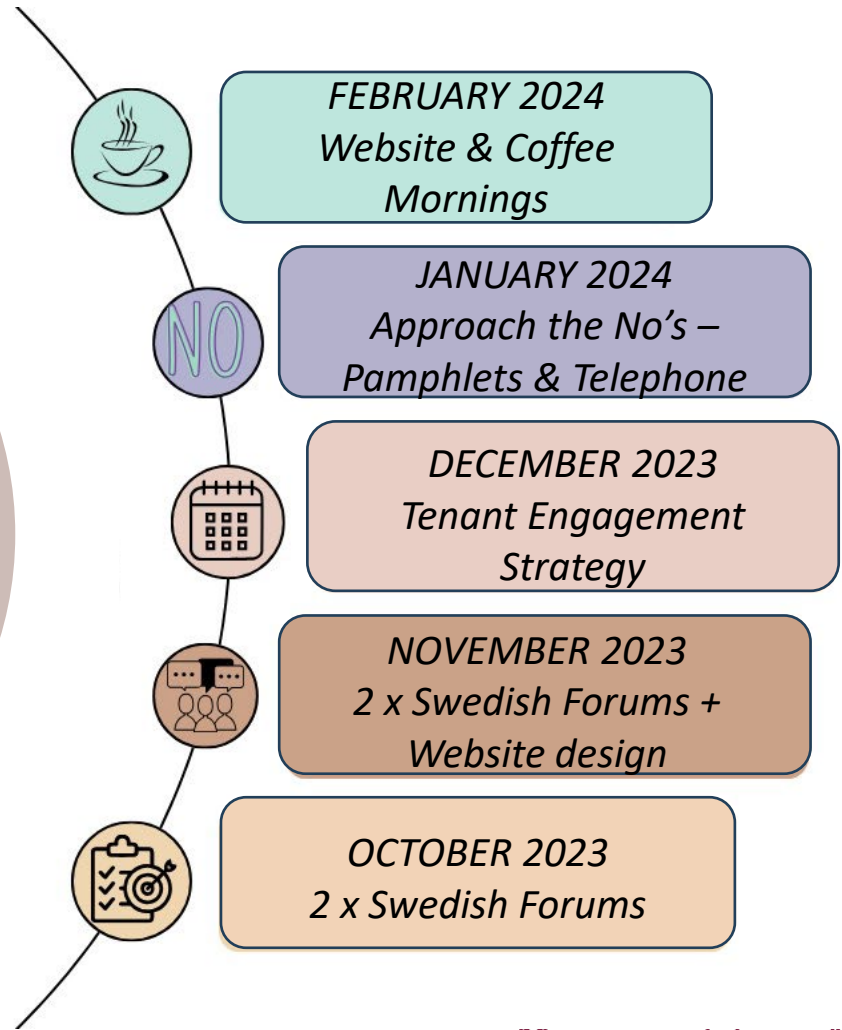 FEBRUARY 2024
Website & Coffee
Mornings
NO
JANUARY 2024
Approach the No’s –
Pamphlets & Telephone
DECEMBER 2023
Tenant Engagement
Strategy
NOVEMBER 2023
2 x Swedish Forums +
Website design
OCTOBER 2023
2 x Swedish Forums